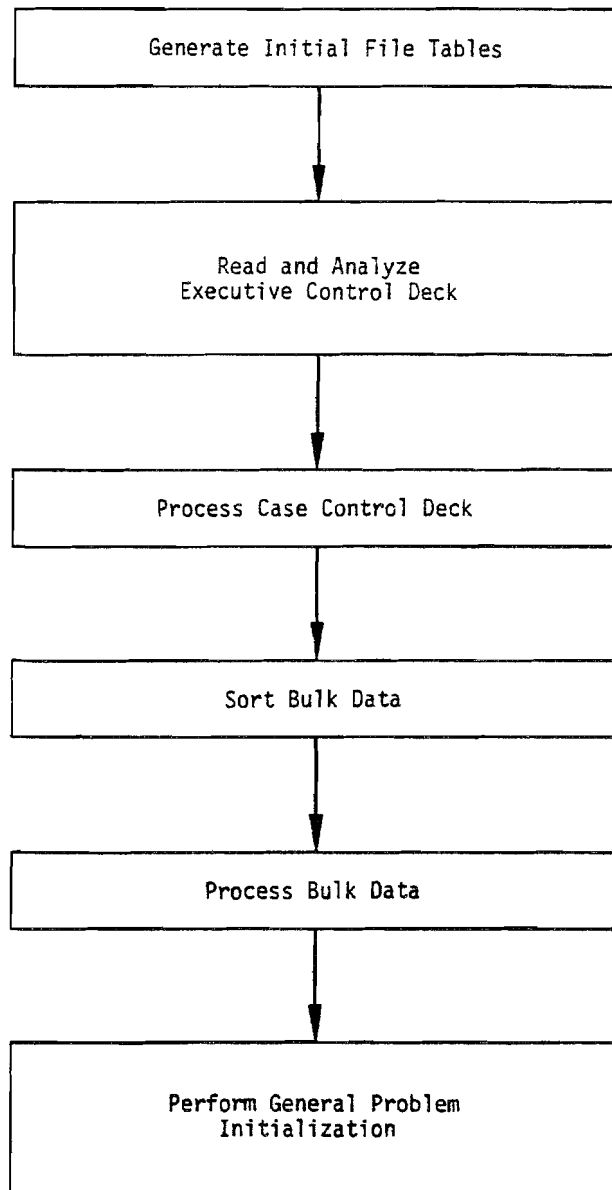 Generate Initial File Tables
Read and Analyze
Executive Control Deck
Process Case Control Deck
Sort Bulk Data
Process Bulk Data
Perform General Problem
Initialization